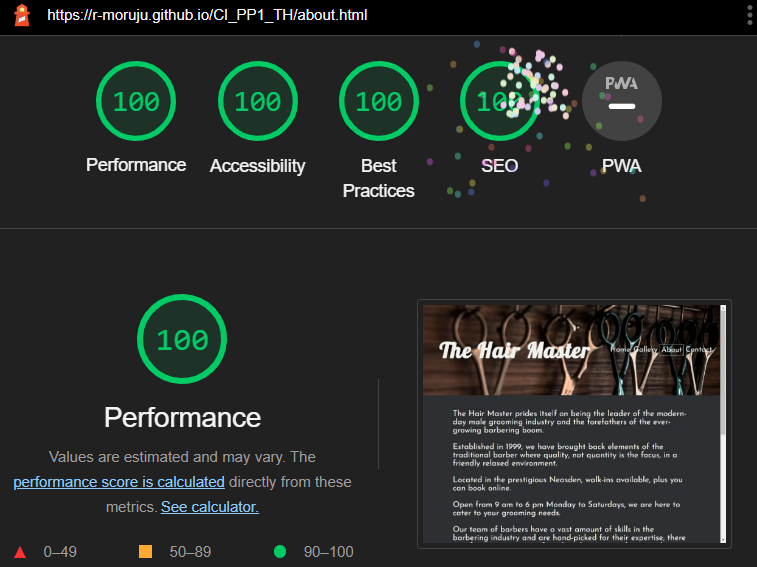 https://r-moruju.github.io/CI_PP1_TH/about.html
100 100 100 100 PWA
Performance Accessibility Best Practices SEO PWA
100
Performance
Values are estimated and may vary. The
performance score is calculated directly from these
metrics. See calculator.
0–49 50–89 90–100
The Hair Master
Home Gallery About Contact
The Hair Master prides itself on being the leader of the modern-
day male grooming industry and the forefathers of the ever-
growing barbering boom.
Established in 1999, we have brought back elements of the
traditional barber where quality, not quantity is the focus, in a
friendly relaxed environment.
Located in the prestigious Neasden, walk-ins available, plus you
can book online.
Open from 9 am to 6 pm Monday to Saturdays, we are here to
cater to your grooming needs.
Our team of barbers have a vast amount of skills in the
barbering industry and are hand-picked for their expertise, there